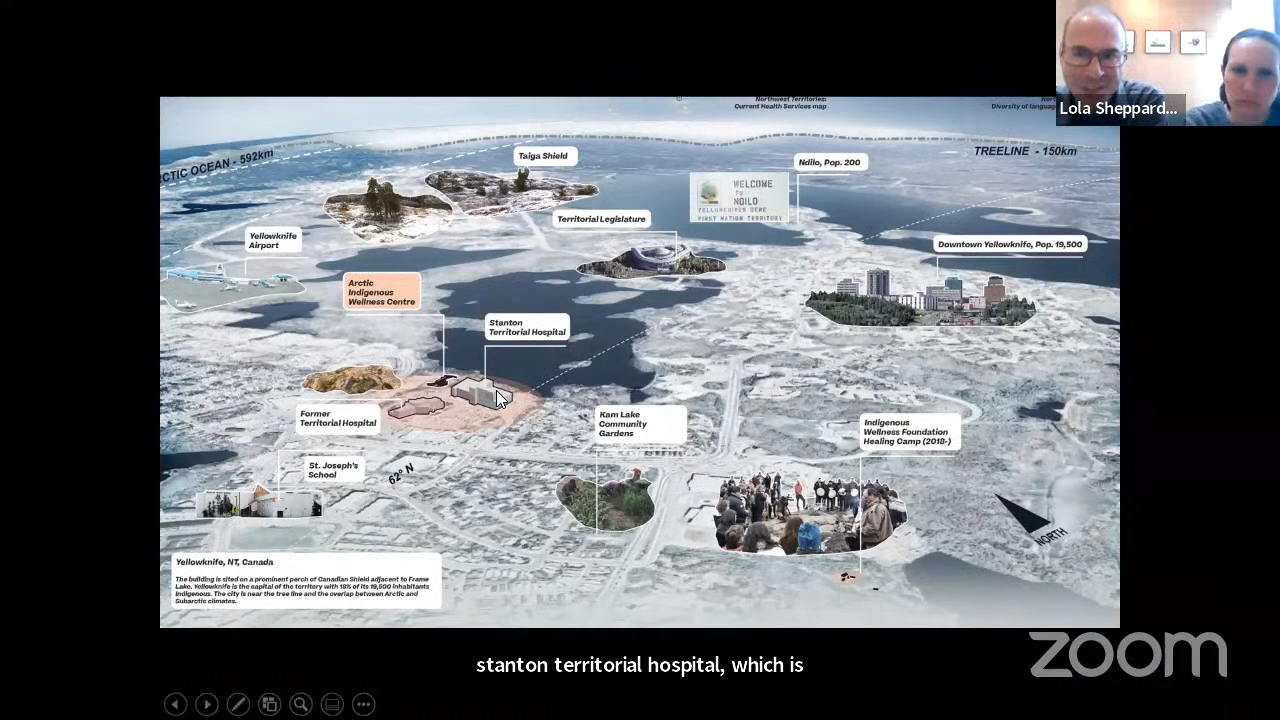 Lola Sheppard...
Northwest Territories:
Current Health Services map
Diversity of languag
CTIC OCEAN - 592km
Taiga Shield
Ndilo, Pop. 200
TREELINE - 150km
WELCOME
TO
NDILO
YELLOWKNIVES DENE
FIRST NATION TERRITORY
Territorial Legislature
Yellowknife
Airport
Downtown Yellowknife, Pop. 19,500
Arctic
Indigenous
Wellness Centre
Stanton
Territorial Hospital
Former
Territorial Hospital
Kam Lake
Community
Gardens
Indigenous
Wellness Foundation
Healing Camp (2018-)
St. Joseph's
School
62° N
NORTH
Yellowknife, NT, Canada
The building is sited on a prominent perch of Canadian Shield adjacent to Frame
Lake. Yellowknife is the capital of the territory with 18% of its 19,500 inhabitants
Indigenous. The city is near the tree line and the overlap between Arctic and
Subarctic climates.
stanton territorial hospital, which is
zoom